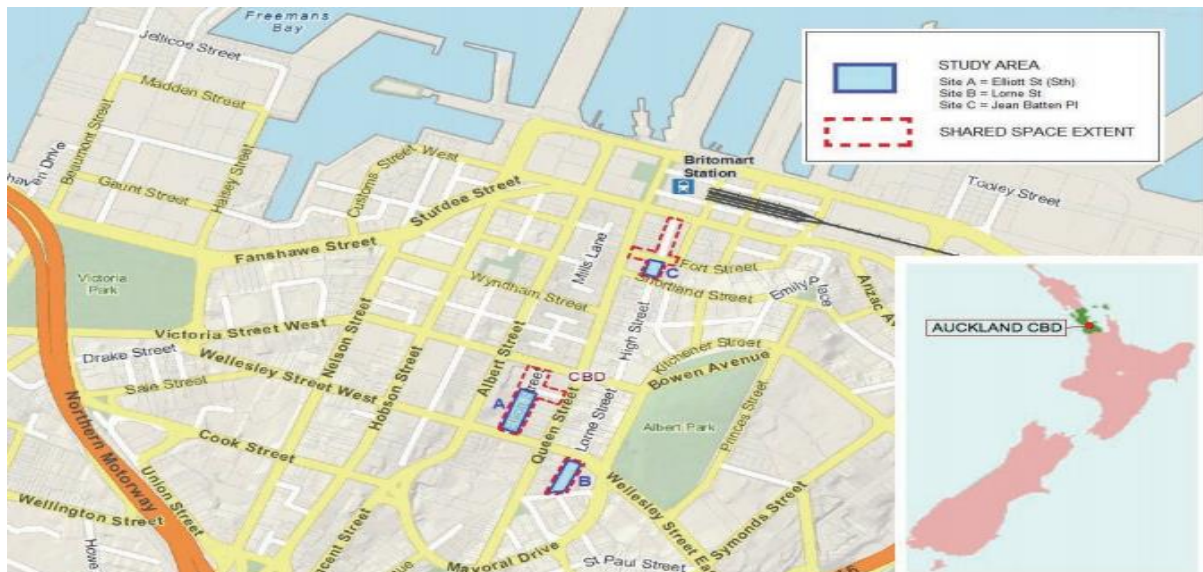 Freemans
Bay
Jellicoe Street
Madden Street
Beaumont Street
Halsey Street
Gaunt Street
Customs Street West
Sturdee Street
Fanshawe Street
Victoria
Park
Britomart
Station
Tooley Street
STUDY AREA
Site A = Elliott St (Sth)
Site B = Lorne St
Site C = Jean Batten Pl
SHARED SPACE EXTENT
Mills Lane
Wyndham Street
C
Fort Street
Shortland Street
Emily Place
Anzac Av
Victoria Street West
Nelson Street
Hobson Street
Albert Street
High Street
Kitchener Street
Bowen Avenue
Drake Street
Sale Street
Wellesley Street West
CBD
A
Queen Street
Lorne Street
Albert Park
Princes Street
Cook Street
Northern Motorway
Union Street
Wellington Street
B
Wellesley Street East
Symonds Street
Mayoral Drive
St Paul Street
Howe
AUCKLAND CBD